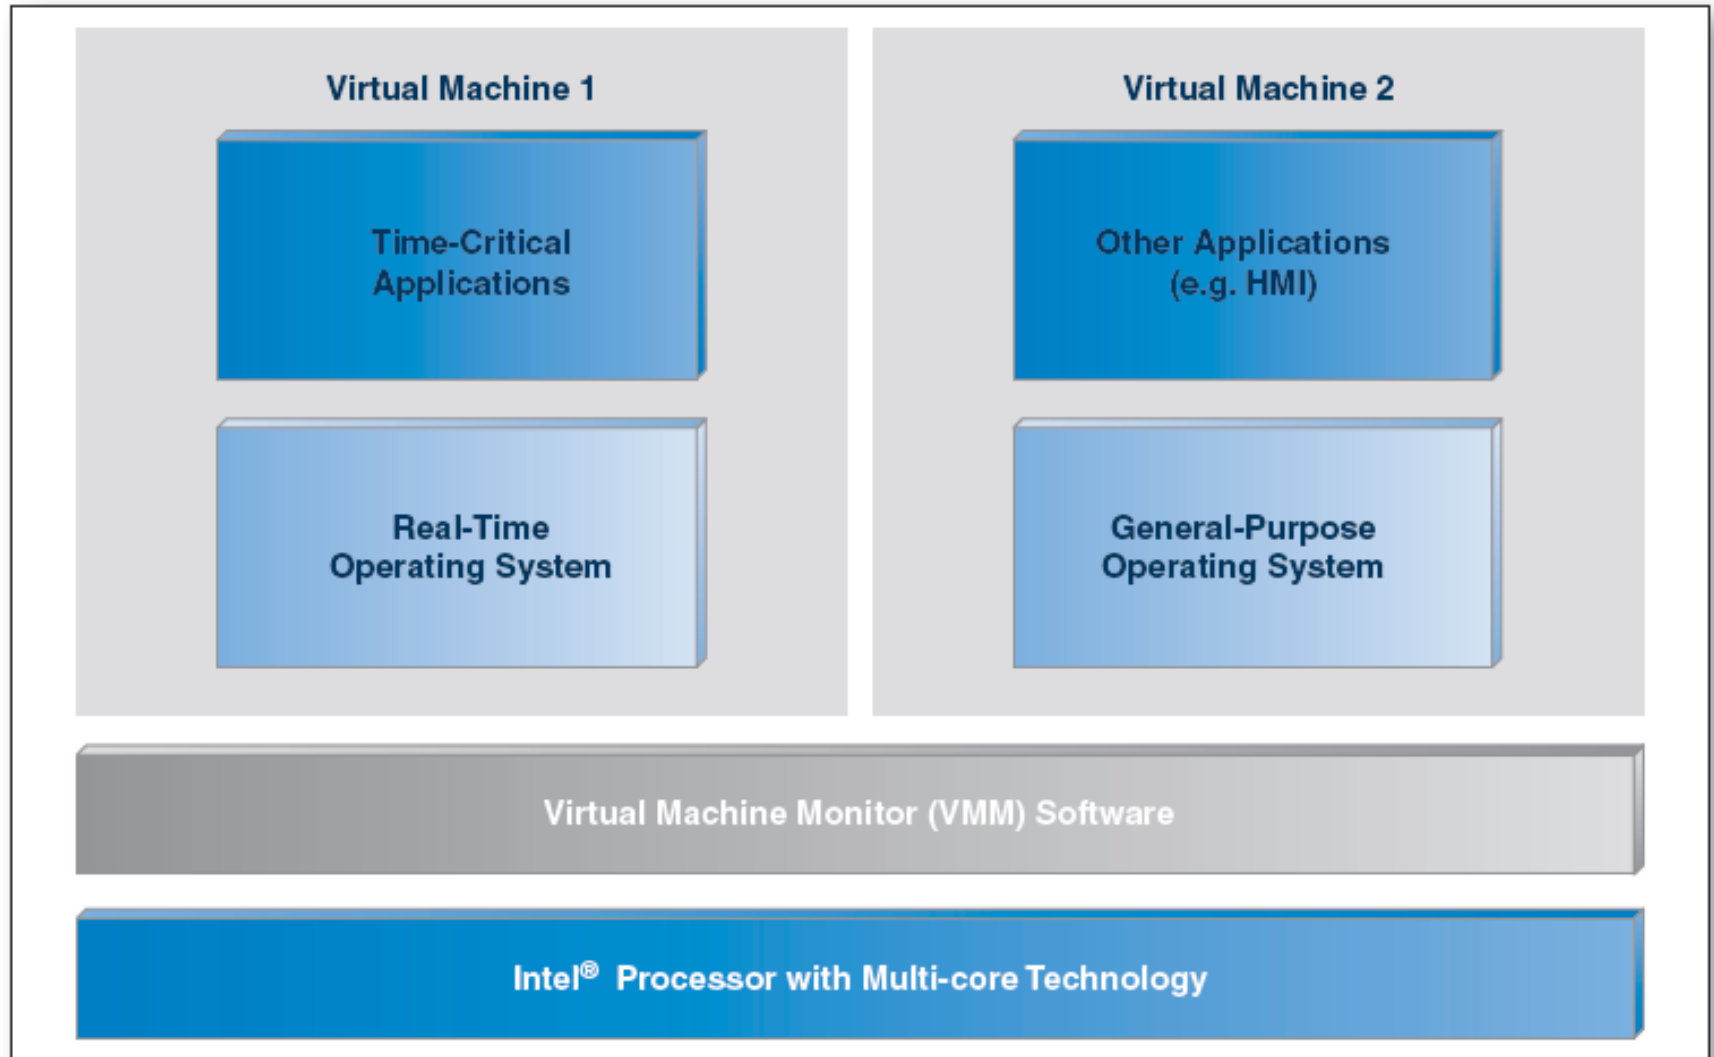 Virtual Machine 1
Time-Critical
Applications
Real-Time
Operating System
Virtual Machine 2
Other Applications
(e.g. HMI)
General-Purpose
Operating System
Virtual Machine Monitor (VMM) Software
Intel® Processor with Multi-core Technology